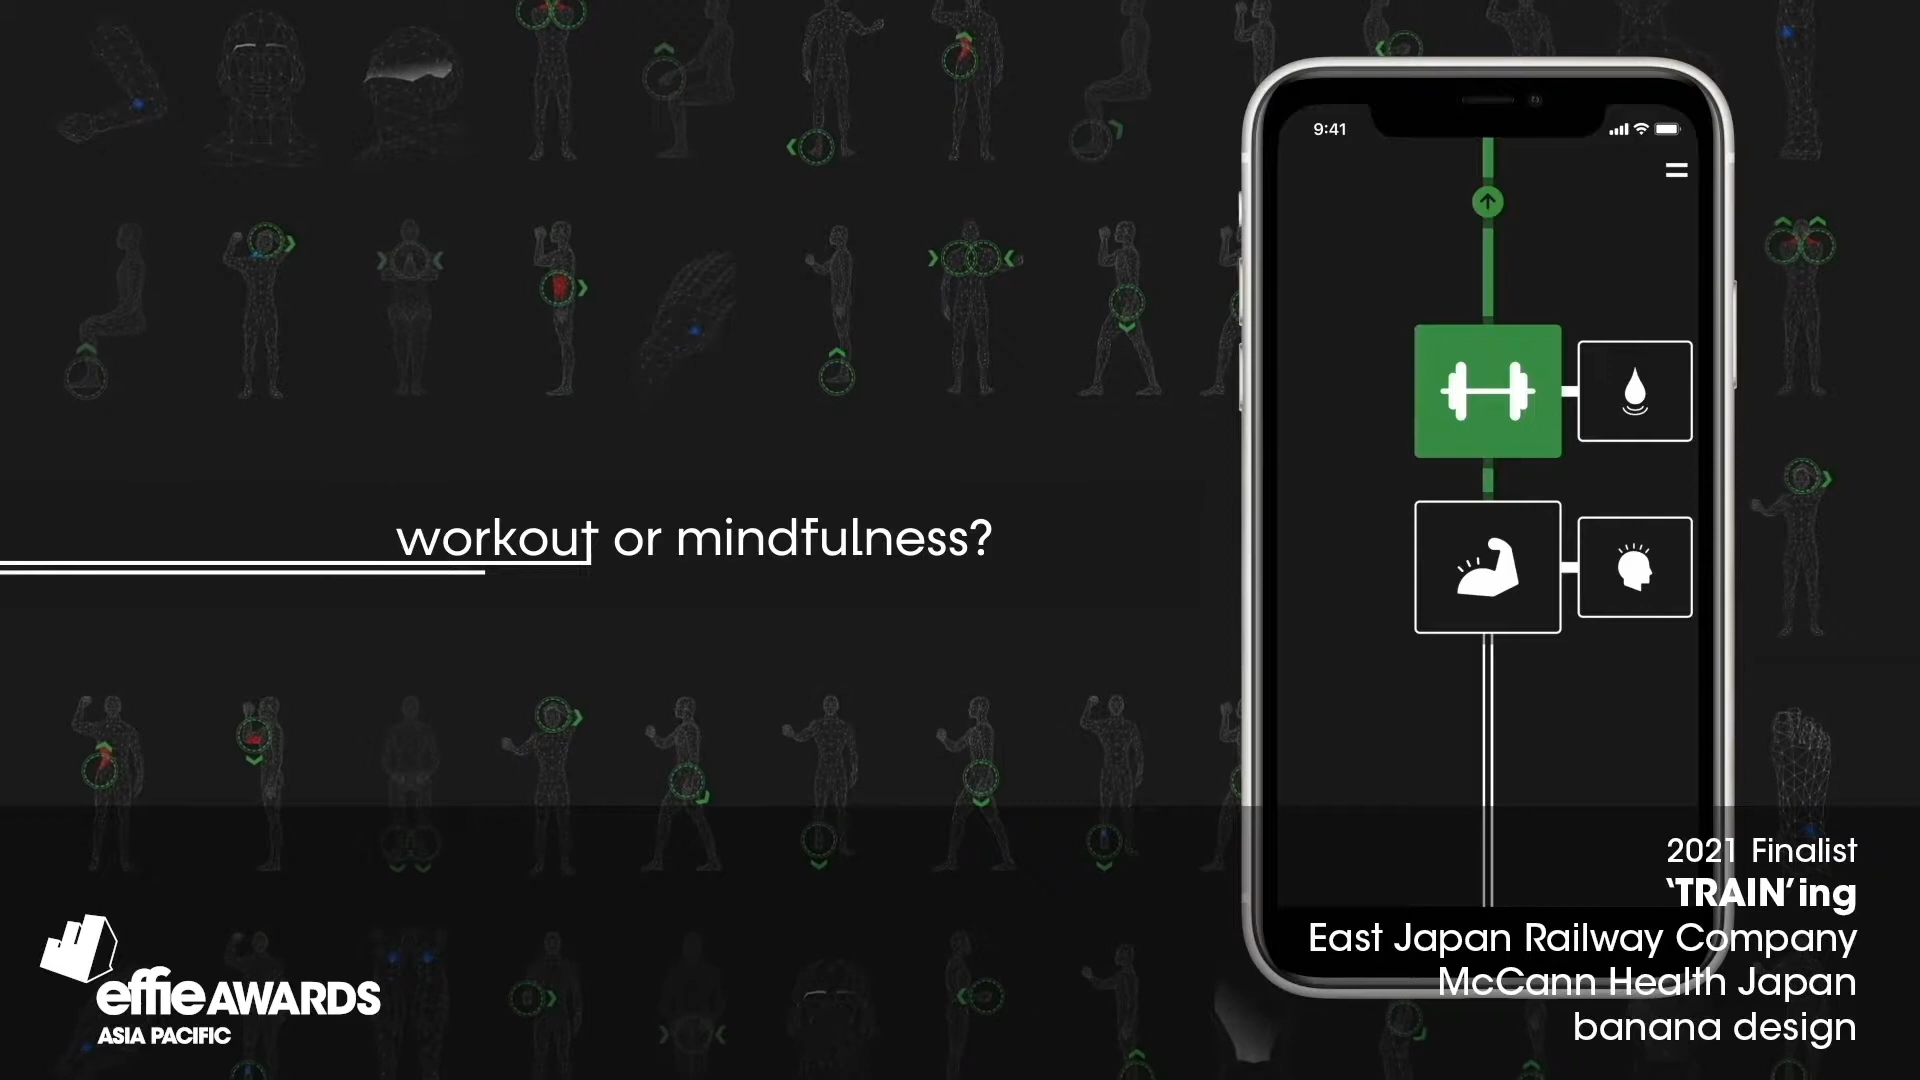 9:41
workout or mindfulness?
2021 Finalist
‘TRAIN’ing
East Japan Railway Company
McCann Health Japan
banana design
effie AWARDS
ASIA PACIFIC